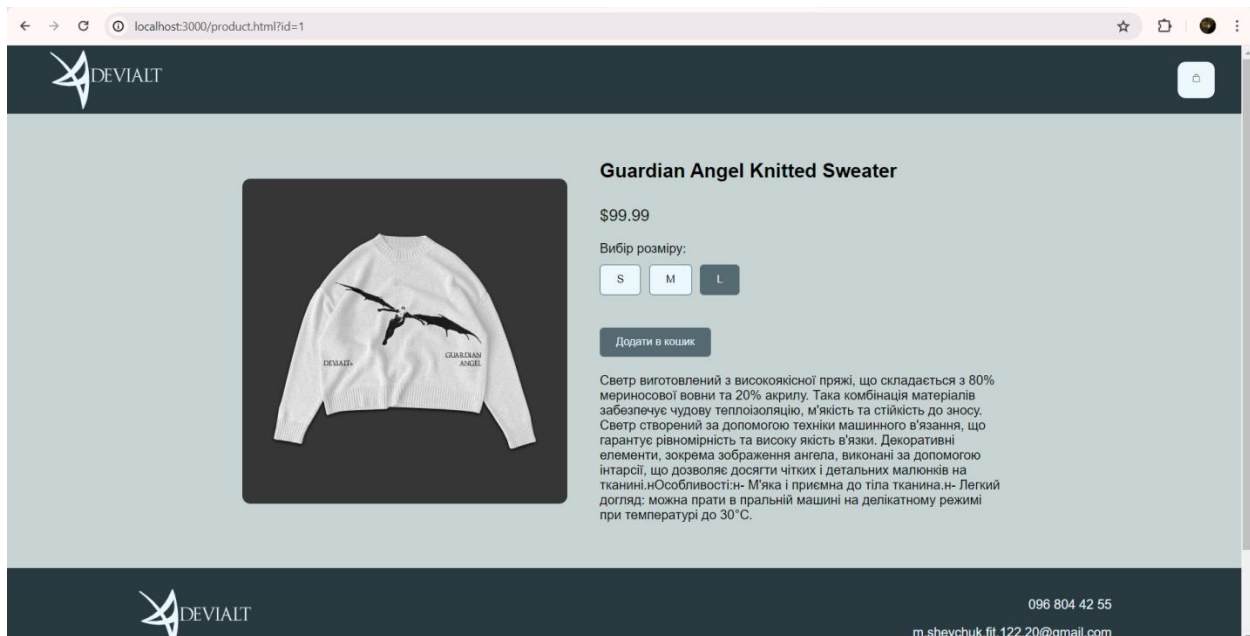 localhost:3000/product.html?id=1
DEVIALT
Guardian Angel Knitted Sweater
$99.99
Вибір розміру:
S M L
DEVIALT®
GUARDIAN
ANGEL
Додати в кошик
Светр виготовлений з високоякісної пряжі, що складається з 80%
мериносової вовни та 20% акрилу. Така комбінація матеріалів
забезпечує чудову теплоізоляцію, м'якість та стійкість до зносу.
Светр створений за допомогою техніки машинного в'язання, що
гарантує рівномірність та високу якість в'язки. Декоративні
елементи, зокрема зображення ангела, виконані за допомогою
інтарсії, що дозволяє досягти чітких і детальних малюнків на
тканині.нОсобливості:н- М'яка і приємна до тіла тканина.н- Легкий
догляд: можна прати в пральній машині на делікатному режимі
при температурі до 30°C.
DEVIALT
096 804 42 55
m.shevchuk.fit.122.20@gmail.com